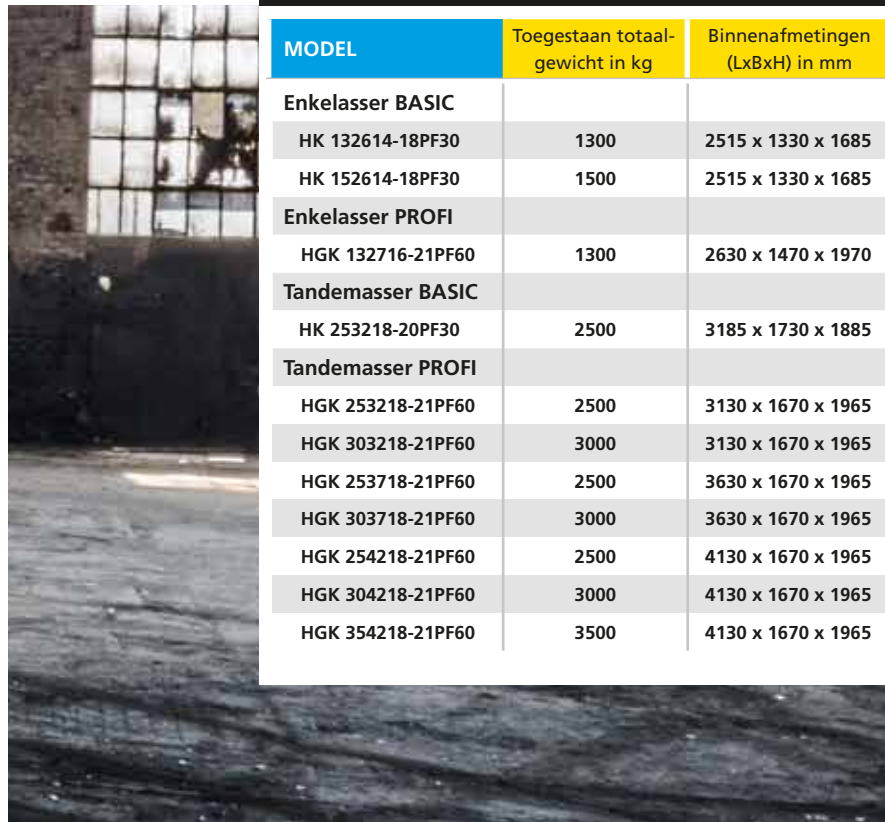 MODEL Toegestaan totaal- Binnenafmetingen
gewicht in kg (LxBxH) in mm
Enkelasser BASIC
HK 132614-18PF30 1300 2515 x 1330 x 1685
HK 152614-18PF30 1500 2515 x 1330 x 1685
Enkelasser PROFI
HGK 132716-21PF60 1300 2630 x 1470 x 1970
Tandemasser BASIC
HK 253218-20PF30 2500 3185 x 1730 x 1885
Tandemasser PROFI
HGK 253218-21PF60 2500 3130 x 1670 x 1965
HGK 303218-21PF60 3000 3130 x 1670 x 1965
HGK 253718-21PF60 2500 3630 x 1670 x 1965
HGK 303718-21PF60 3000 3630 x 1670 x 1965
HGK 254218-21PF60 2500 4130 x 1670 x 1965
HGK 304218-21PF60 3000 4130 x 1670 x 1965
HGK 354218-21PF60 3500 4130 x 1670 x 1965